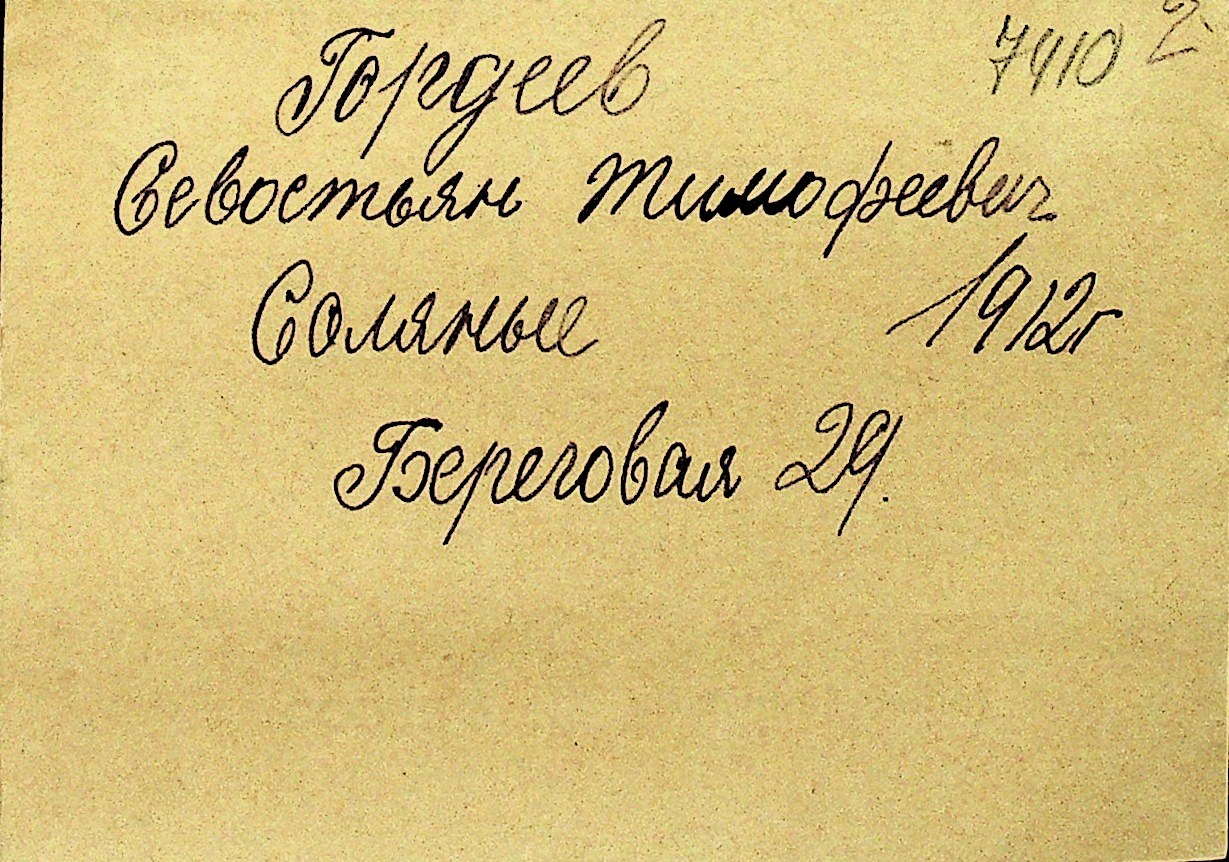 Гордеев 7410 2
Севостьян Тимофеевич
Соляные 1912г
Береговая 29.